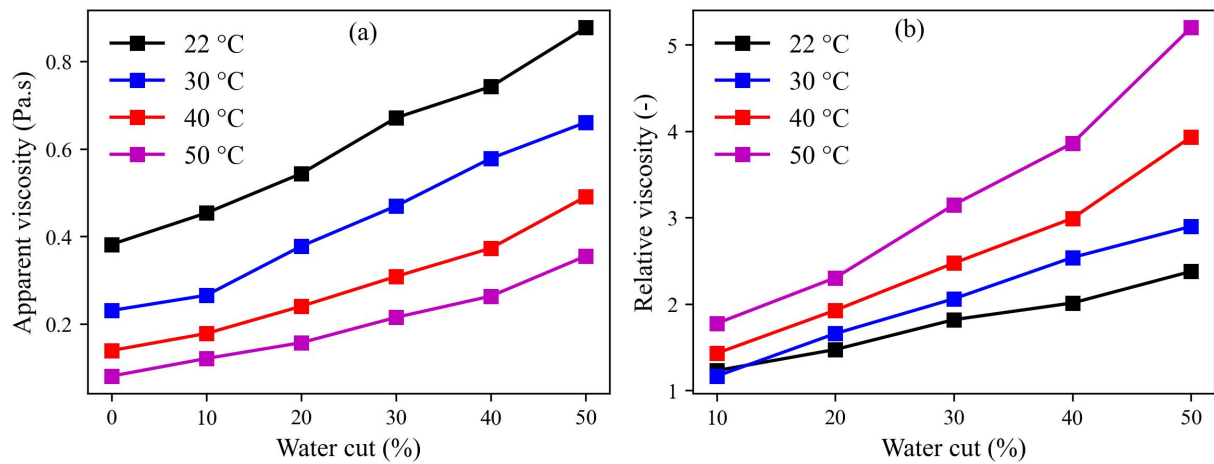 (a)
22 °C
30 °C
40 °C
50 °C
Apparent viscosity (Pa.s)
0.8
0.6
0.4
0.2
0 10 20 30 40 50
Water cut (%)
(b)
22 °C
30 °C
40 °C
50 °C
Relative viscosity (-)
5
4
3
2
1
10 20 30 40 50
Water cut (%)